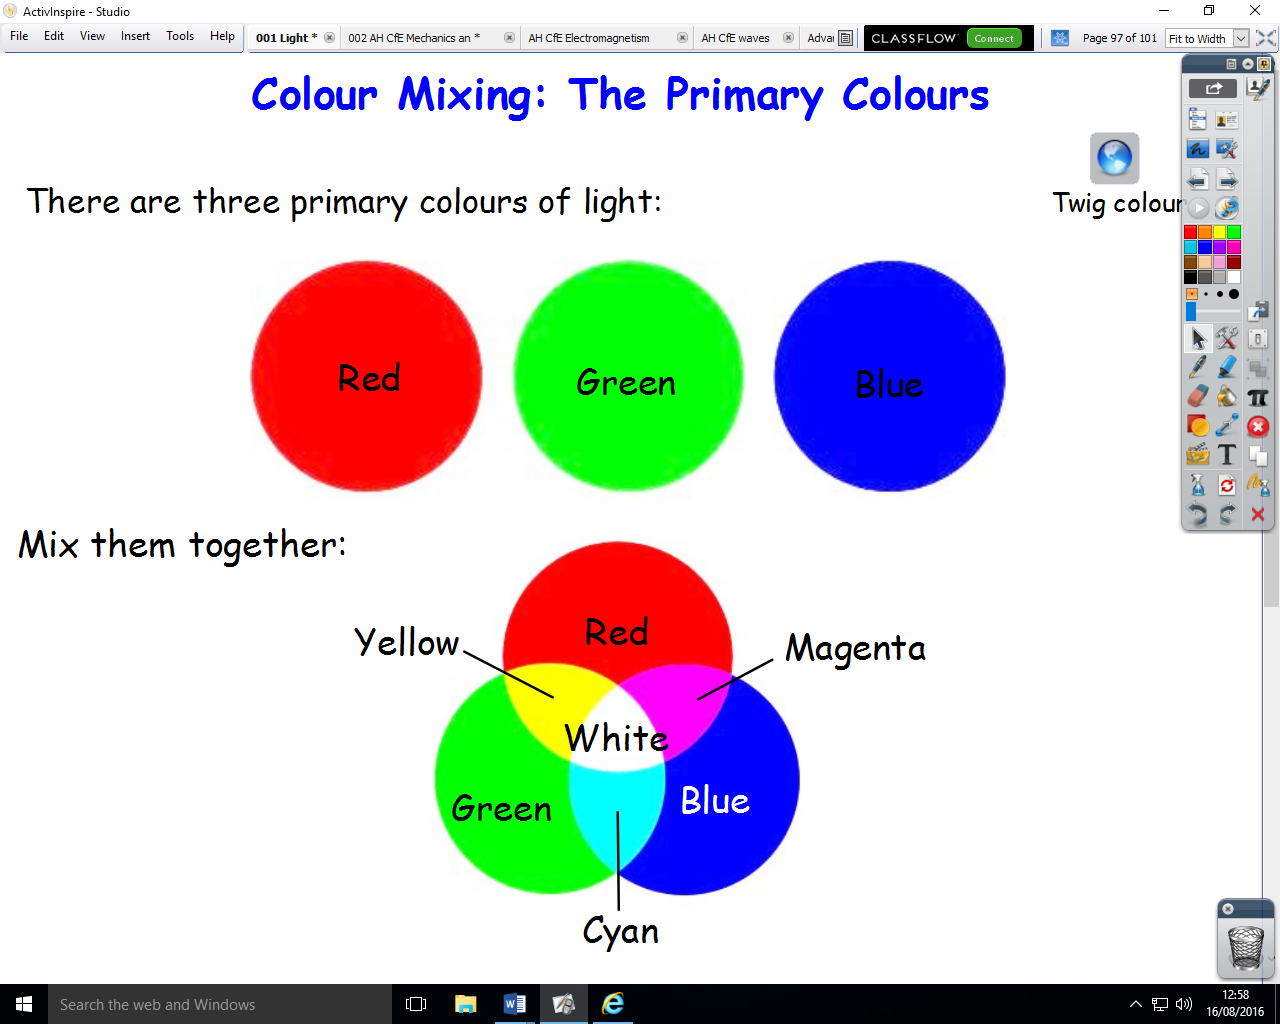 ActivInspire - Studio
File Edit View Insert Tools Help 001 Light * 002 AH CfE Mechanics an * AH CfE Electromagnetism AH CfE waves Advar CLASSFLOW Connect Page 97 of 101 Fit to Width
Colour Mixing: The Primary Colours
There are three primary colours of light:
Twig colour
Red Green Blue
Mix them together:
Red
Yellow
Magenta
White
Green
Blue
Cyan
Search the web and Windows
12:58
16/08/2016